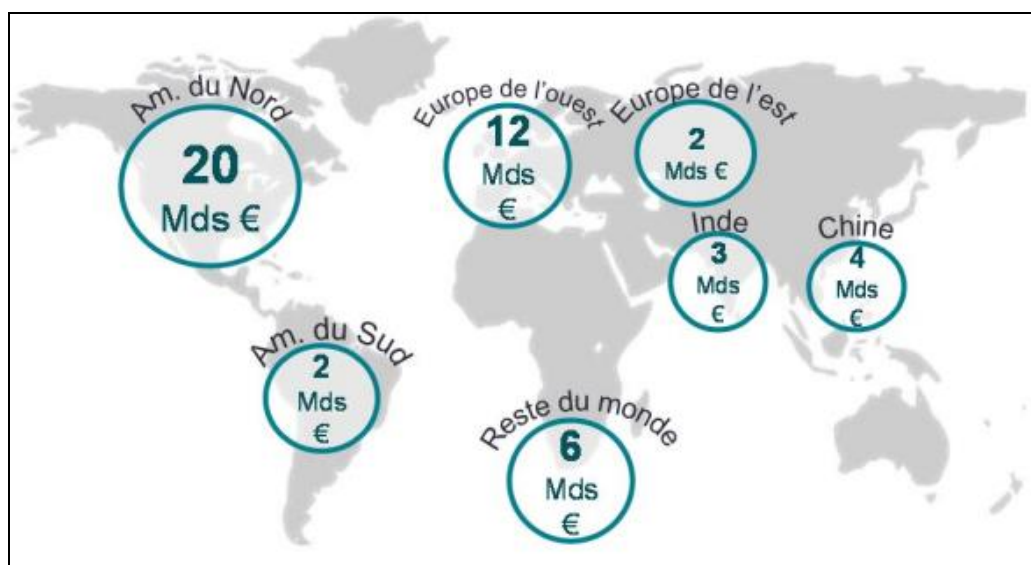 Am. du Nord
20
Mds €
Europe de l'ouest
12
Mds
€
Europe de l'est
2
Mds €
Inde
3
Mds
€
Chine
4
Mds
€
Am. du Sud
2
Mds
€
Reste du monde
6
Mds
€